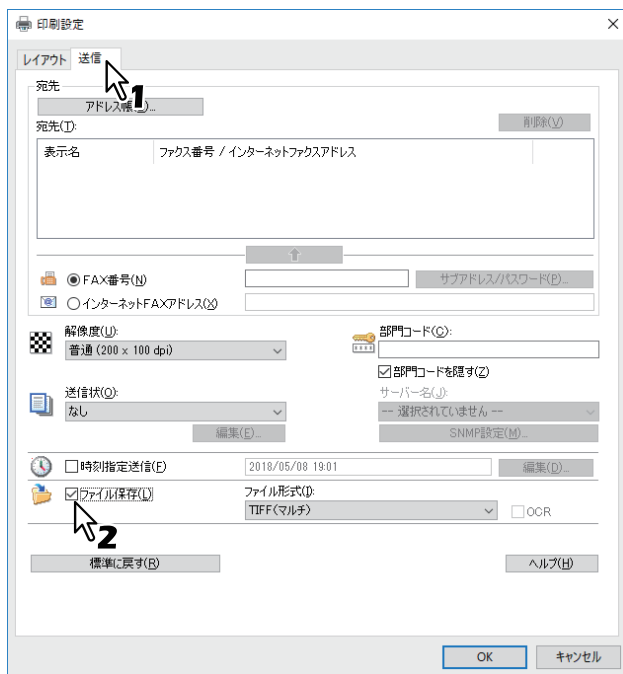 印刷設定
レイアウト 送信
1
宛先
アドレス帳
宛先(T): 削除(V)
表示名 ファクス番号 / インターネットファクスアドレス
FAX番号(N) サブアドレス/パスワード(P)...
インターネットFAXアドレス(X)
解像度(U): 部門コード(C):
普通 (200 x 100 dpi)
部門コードを隠す(Z)
送信状(O): サーバー名(J):
なし -- 選択されていません --
編集(E)... SNMP設定(M)...
時刻指定送信(F) 2018/05/08 19:01 編集(D)...
ファイル保存(L) ファイル形式(I):
TIFF(マルチ) OCR
2
標準に戻す(R) ヘルプ(H)
OK キャンセル